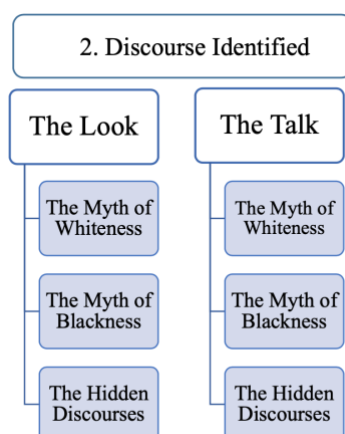 2. Discourse Identified
The Look
The Myth of
Whiteness
The Myth of
Blackness
The Hidden
Discourses
The Talk
The Myth of
Whiteness
The Myth of
Blackness
The Hidden
Discourses